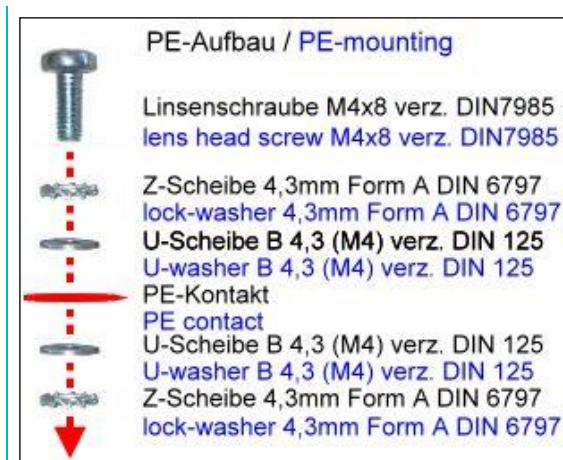 PE-Aufbau / PE-mounting
Linsenschraube M4x8 verz. DIN7985
lens head screw M4x8 verz. DIN7985
Z-Scheibe 4,3mm Form A DIN 6797
lock-washer 4,3mm Form A DIN 6797
U-Scheibe B 4,3 (M4) verz. DIN 125
U-washer B 4,3 (M4) verz. DIN 125
PE-Kontakt
PE contact
U-Scheibe B 4,3 (M4) verz. DIN 125
U-washer B 4,3 (M4) verz. DIN 125
Z-Scheibe 4,3mm Form A DIN 6797
lock-washer 4,3mm Form A DIN 6797